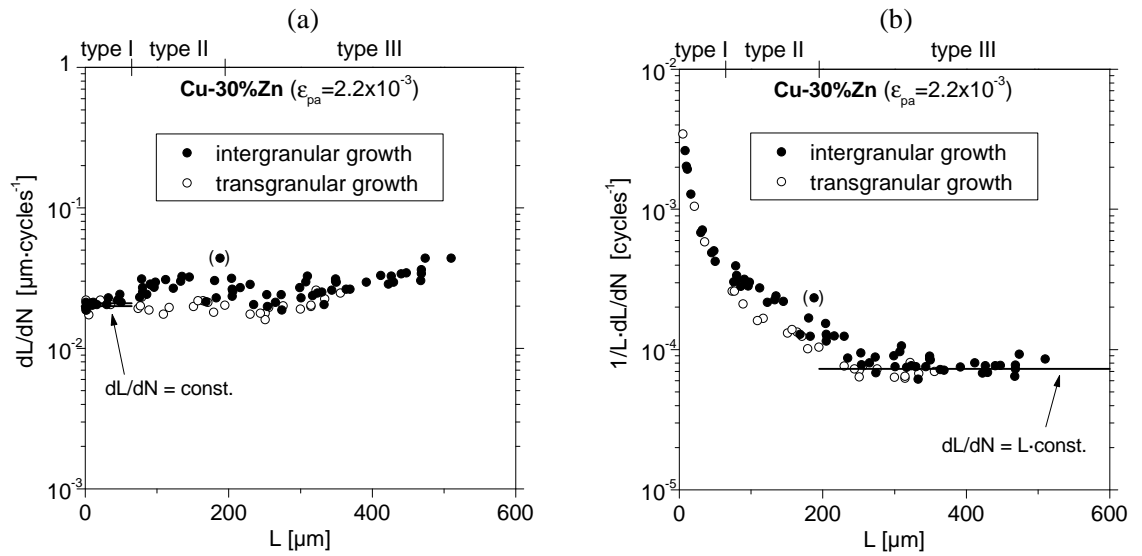 (a)
type I type II type III
Cu-30%Zn (εpa=2.2x10-3)
intergranular growth
transgranular growth
( )
dL/dN = const.
1
10-1
10-2
10-3
dL/dN [µm·cycles-1]
0 200 400 600
L [µm]
(b)
type I type II type III
Cu-30%Zn (εpa=2.2x10-3)
intergranular growth
transgranular growth
( )
dL/dN = L·const.
10-2
10-3
10-4
10-5
1/L·dL/dN [cycles-1]
0 200 400 600
L [µm]